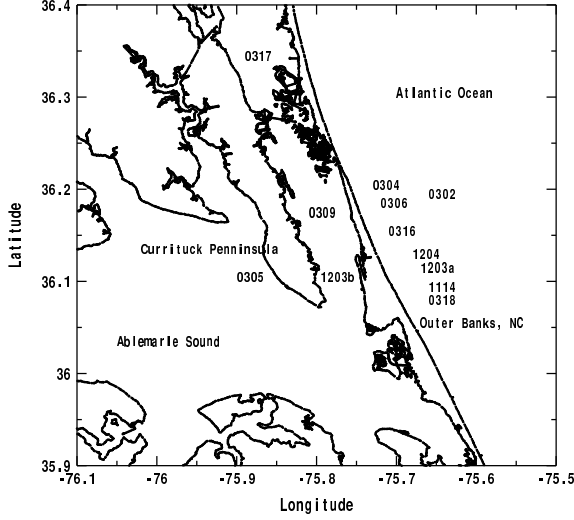 36.4
0317
36.3
Atlantic Ocean
36.2
0304
0302
0306
0309
0316
Latitude
Currituck Penninsula
1204
1203a
36.1
0305
1203b
1114
0318
Outer Banks, NC
Ablemarle Sound
36
35.9
-76.1
-76
-75.9
-75.8
-75.7
-75.6
-75.5
Longitude